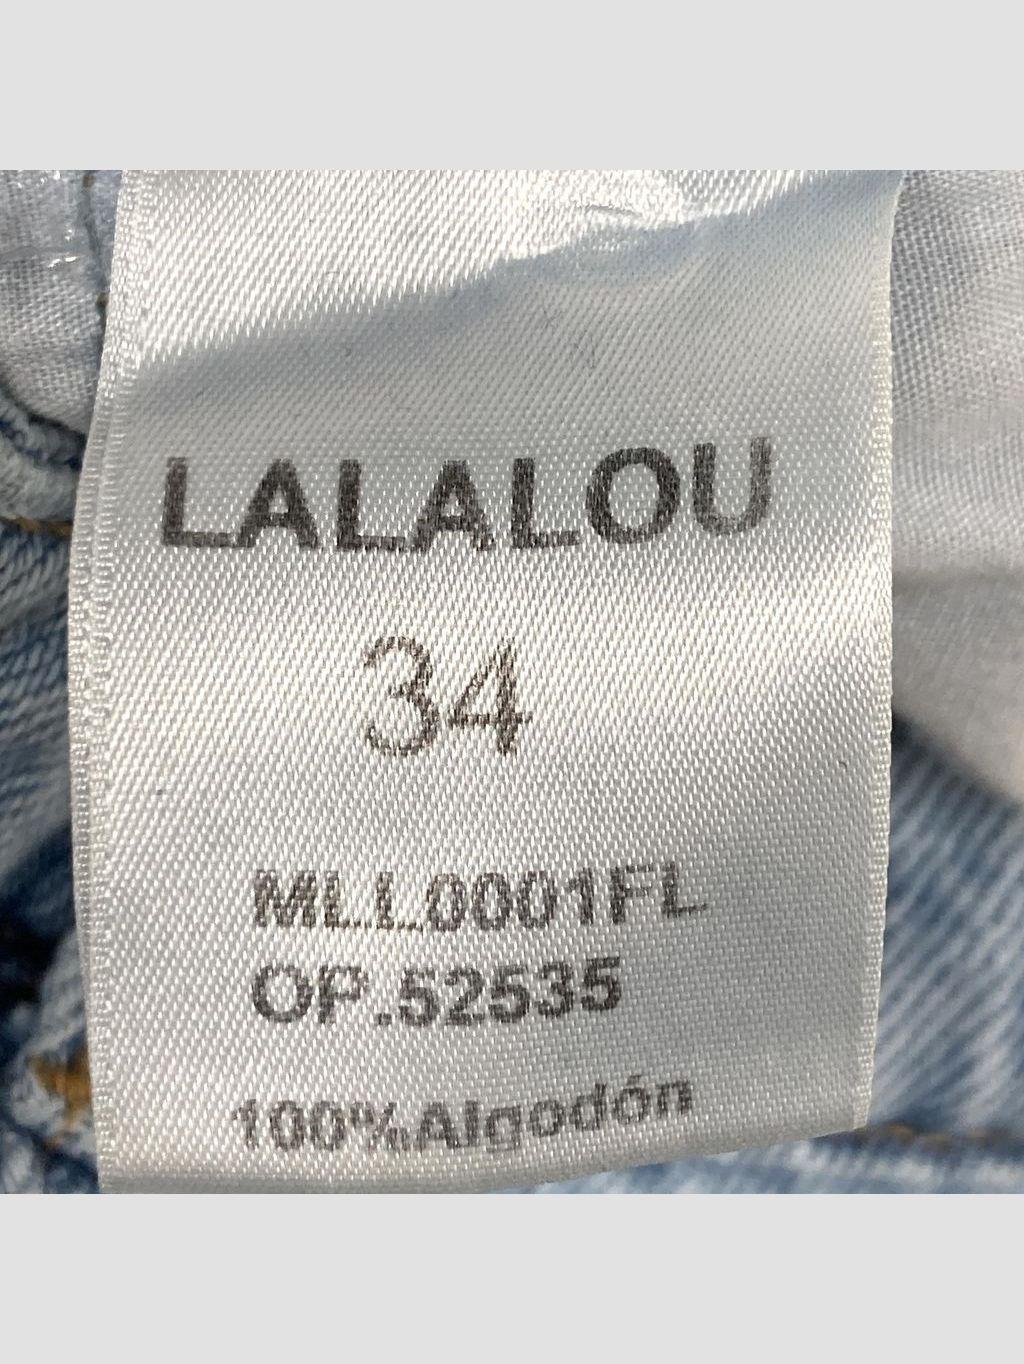 LALALOU
34
MLL0001FL
OP.52535
100%Algodón